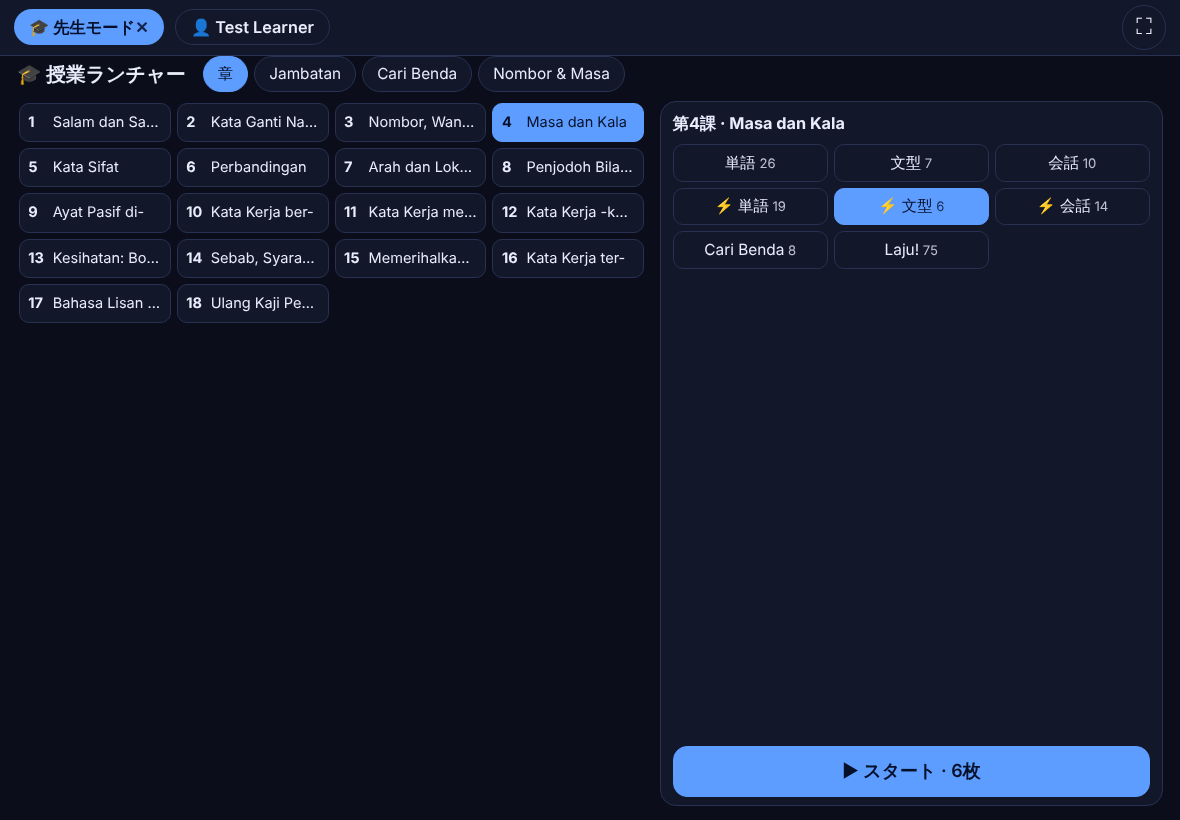 🎓 先生モード✕ 👤 Test Learner
🎓 授業ランチャー 章 Jambatan Cari Benda Nombor & Masa
1 Salam dan Sa... 2 Kata Ganti Na... 3 Nombor, Wan... 4 Masa dan Kala
5 Kata Sifat 6 Perbandingan 7 Arah dan Lok... 8 Penjodoh Bila...
9 Ayat Pasif di- 10 Kata Kerja ber- 11 Kata Kerja me... 12 Kata Kerja -k...
13 Kesihatan: Bo... 14 Sebab, Syara... 15 Memerihalka... 16 Kata Kerja ter-
17 Bahasa Lisan ... 18 Ulang Kaji Pe...
第4課 · Masa dan Kala
単語 26 文型 7 会話 10
⚡ 単語 19 ⚡ 文型 6 ⚡ 会話 14
Cari Benda 8 Laju! 75
▶ スタート · 6枚